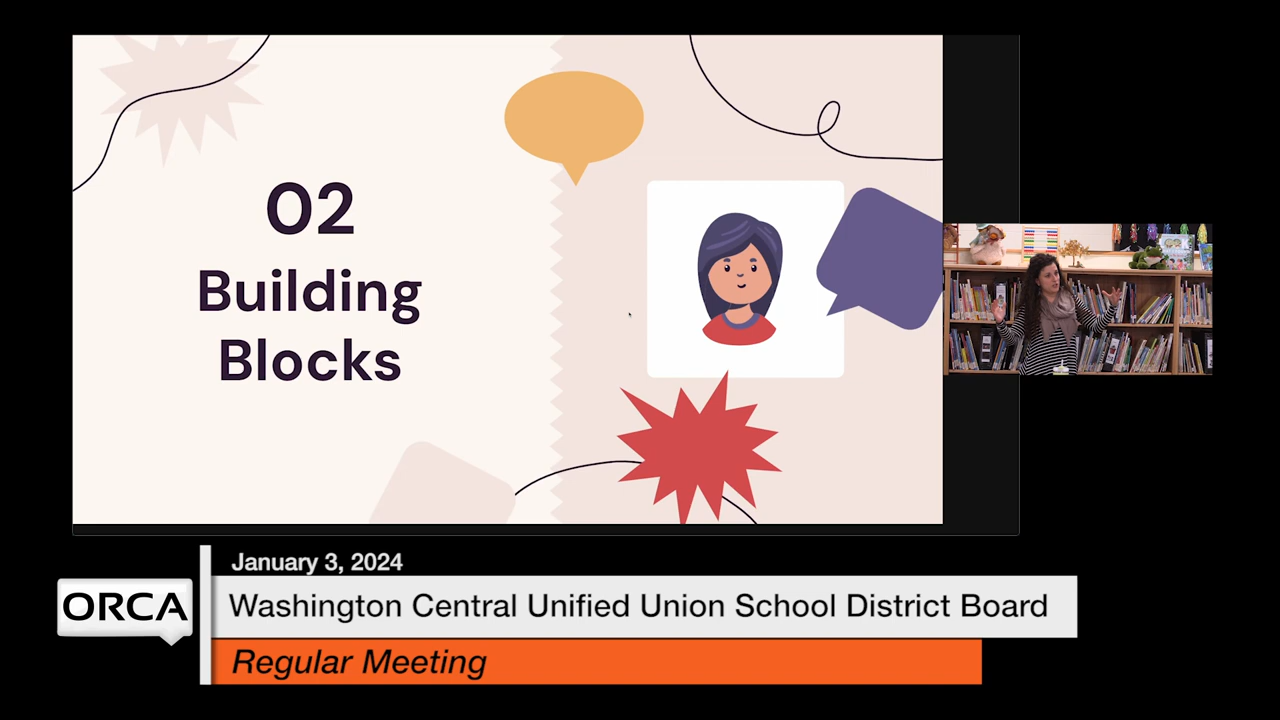 02
Building
Blocks
January 3, 2024
ORCA
Washington Central Unified Union School District Board
Regular Meeting